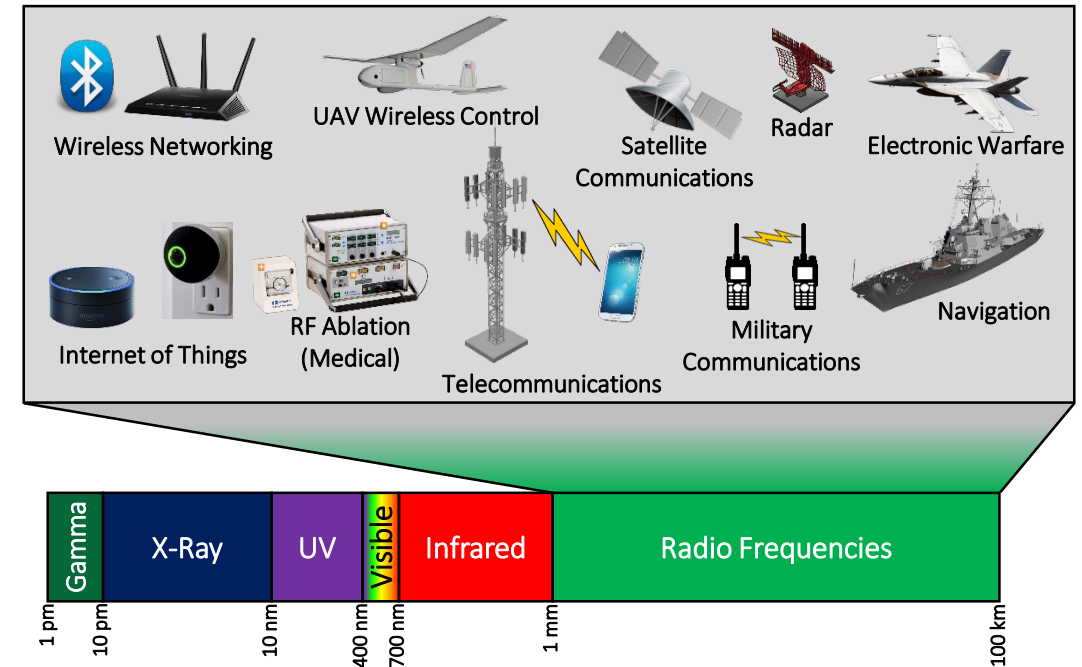 Wireless Networking
UAV Wireless Control
Satellite
Communications
Radar
Electronic Warfare
Internet of Things
RF Ablation
(Medical)
Telecommunications
Military
Communications
Navigation
Gamma
X-Ray
UV
Visible
Infrared
Radio Frequencies
1 pm
10 pm
10 nm
400 nm
700 nm
1 mm
100 km